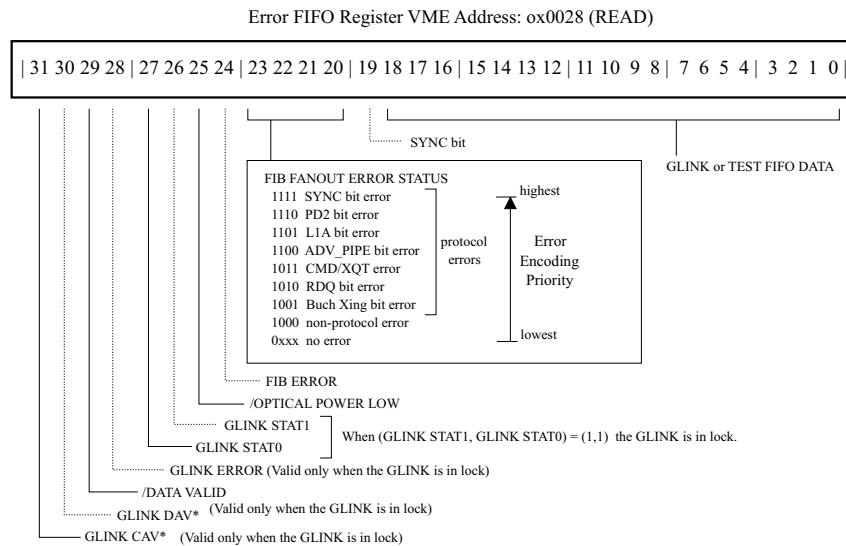 Error FIFO Register VME Address: ox0028 (READ)
| 31 30 29 28 | 27 26 25 24 | 23 22 21 20 | 19 18 17 16 | 15 14 13 12 | 11 10 9 8 | 7 6 5 4 | 3 2 1 0 |
SYNC bit
GLINK or TEST FIFO DATA
FIB FANOUT ERROR STATUS
1111 SYNC bit error
1110 PD2 bit error
1101 L1A bit error
1100 ADV_PIPE bit error
1011 CMD/XQT error
1010 RDQ bit error
1001 Buch Xing bit error
1000 non-protocol error
0xxx no error
protocol
errors
highest
Error
Encoding
Priority
lowest
FIB ERROR
/OPTICAL POWER LOW
GLINK STAT1
GLINK STAT0
When (GLINK STAT1, GLINK STAT0) = (1,1) the GLINK is in lock.
GLINK ERROR (Valid only when the GLINK is in lock)
/DATA VALID
GLINK DAV* (Valid only when the GLINK is in lock)
GLINK CAV* (Valid only when the GLINK is in lock)